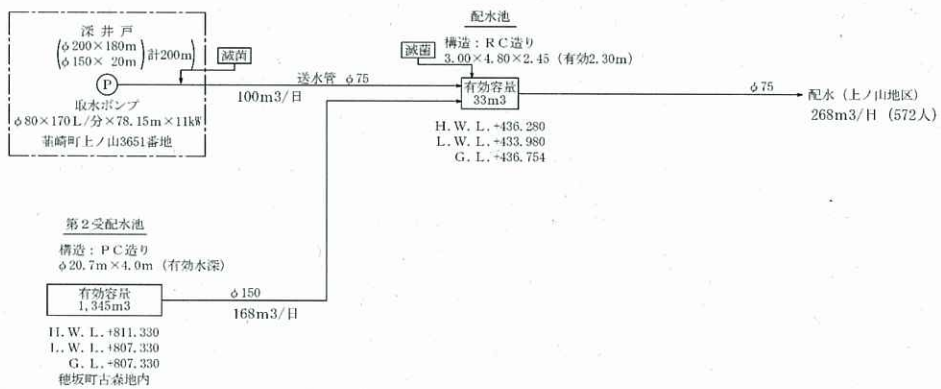 深井戸
(φ200×180m
φ150× 20m)計200m
P
取水ポンプ
φ80×170L/分×78.15m×11kW
韮崎町上ノ山3651番地
滅菌
送水管 φ75
100m3/日
配水池
滅菌
構造:RC造り
3.00×4.80×2.45 (有効2.30m)
有効容量
33m3
H.W.L.+436.280
L.W.L.+433.980
G.L.+436.754
φ75
配水 (上ノ山地区)
268m3/H (572人)
第2受配水池
構造:PC造り
φ20.7m×4.0m (有効水深)
有効容量
1,345m3
φ150
168m3/日
H.W.L.+811.330
L.W.L.+807.330
G.L.+807.330
穂坂町古森地内